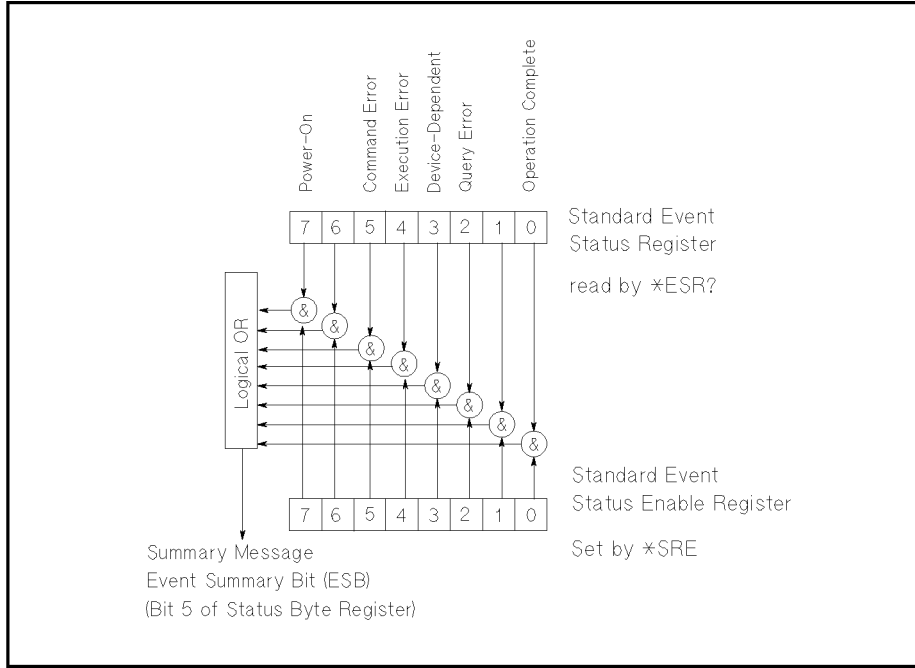 Power-On
Command Error
Execution Error
Device-Dependent
Query Error
Operation Complete
7 6 5 4 3 2 1 0
Standard Event
Status Register
read by *ESR?
Logical OR
&
&
&
&
&
&
&
&
Standard Event
Status Enable Register
7 6 5 4 3 2 1 0
Set by *SRE
Summary Message
Event Summary Bit (ESB)
(Bit 5 of Status Byte Register)